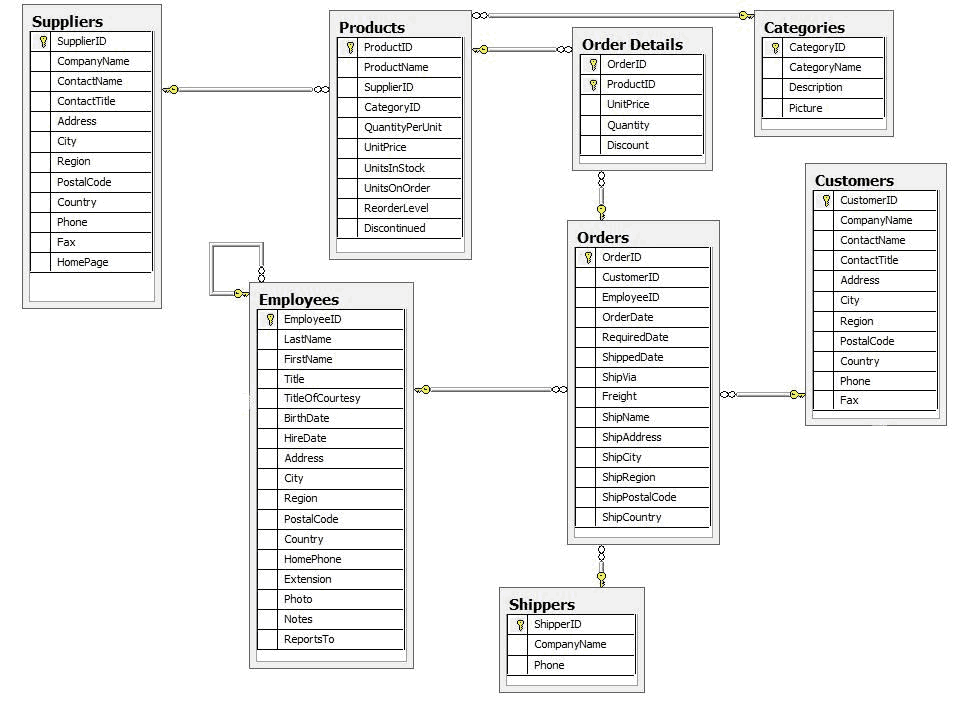 Suppliers
SupplierID
CompanyName
ContactName
ContactTitle
Address
City
Region
PostalCode
Country
Phone
Fax
HomePage
Products
ProductID
ProductName
SupplierID
CategoryID
QuantityPerUnit
UnitPrice
UnitsInStock
UnitsOnOrder
ReorderLevel
Discontinued
Order Details
OrderID
ProductID
UnitPrice
Quantity
Discount
Categories
CategoryID
CategoryName
Description
Picture
Customers
CustomerID
CompanyName
ContactName
ContactTitle
Address
City
Region
PostalCode
Country
Phone
Fax
Orders
OrderID
CustomerID
EmployeeID
OrderDate
RequiredDate
ShippedDate
ShipVia
Freight
ShipName
ShipAddress
ShipCity
ShipRegion
ShipPostalCode
ShipCountry
Employees
EmployeeID
LastName
FirstName
Title
TitleOfCourtesy
BirthDate
HireDate
Address
City
Region
PostalCode
Country
HomePhone
Extension
Photo
Notes
ReportsTo
Shippers
ShipperID
CompanyName
Phone